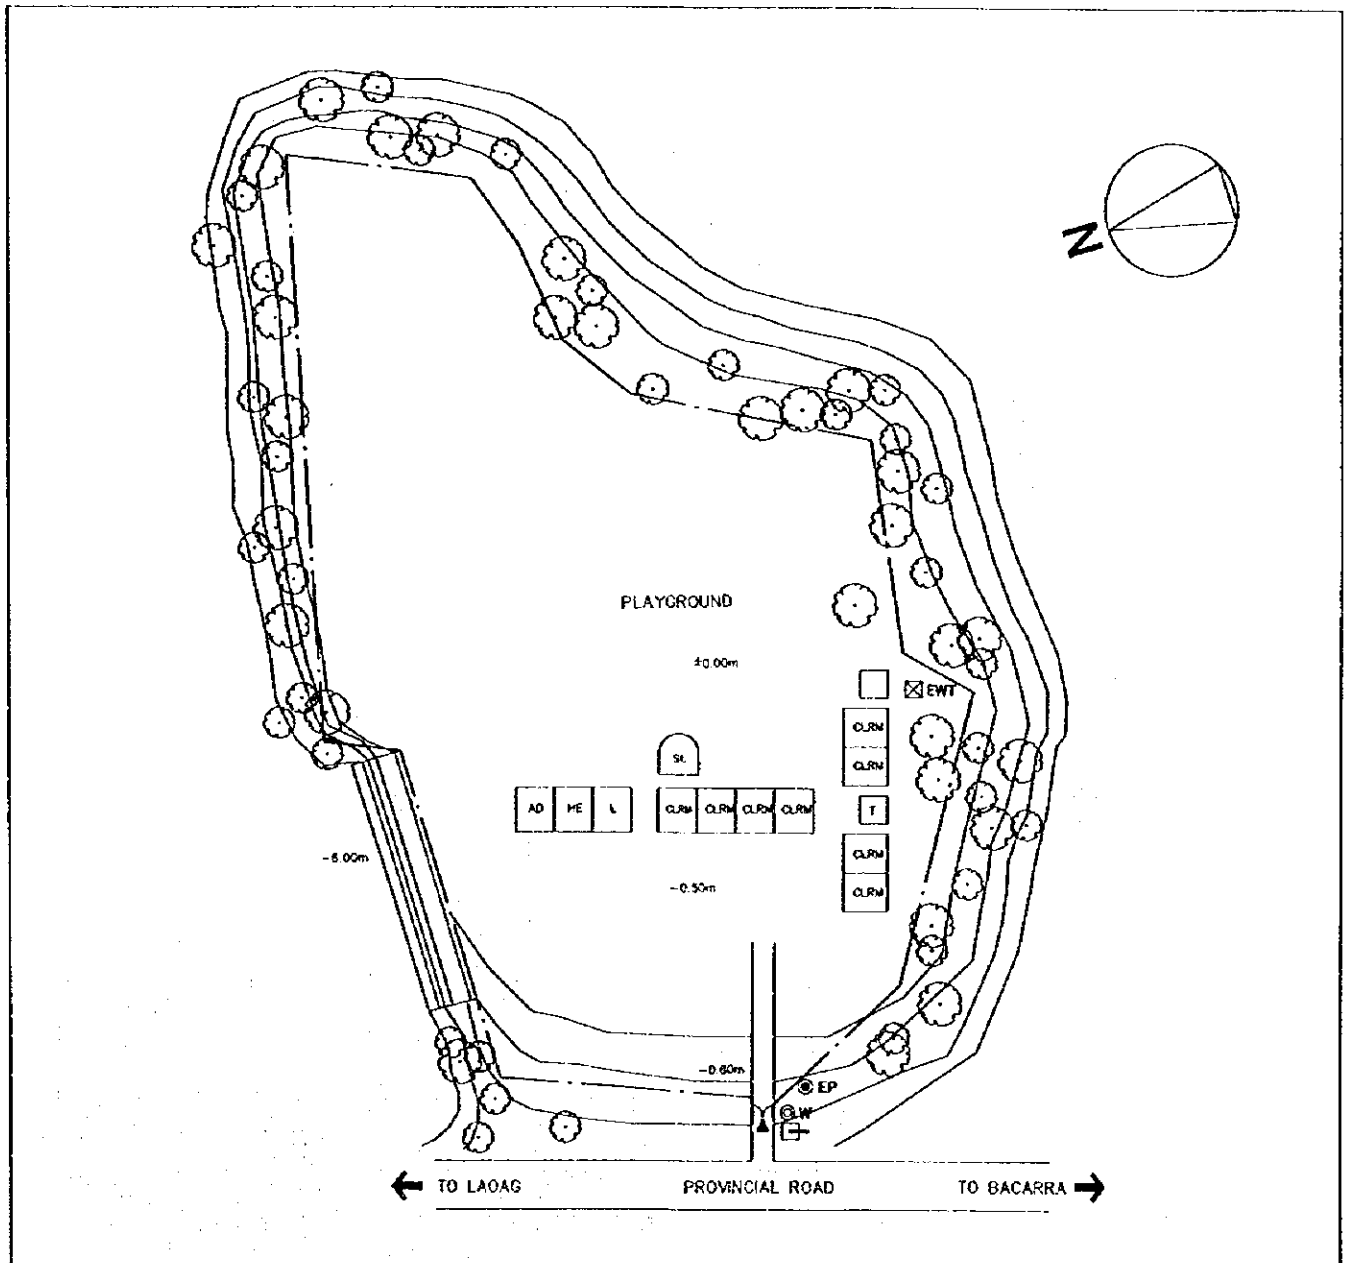 N
PLAYGROUND
±0.00m
EWT
CLRM
CLRM
SL
AD HE L CLRM CLRM CLRM CLRM T
CLRM
-6.00m
-0.50m
CLRM
-0.60m
EP
W
TO LAOAG PROVINCIAL ROAD TO BACARRA